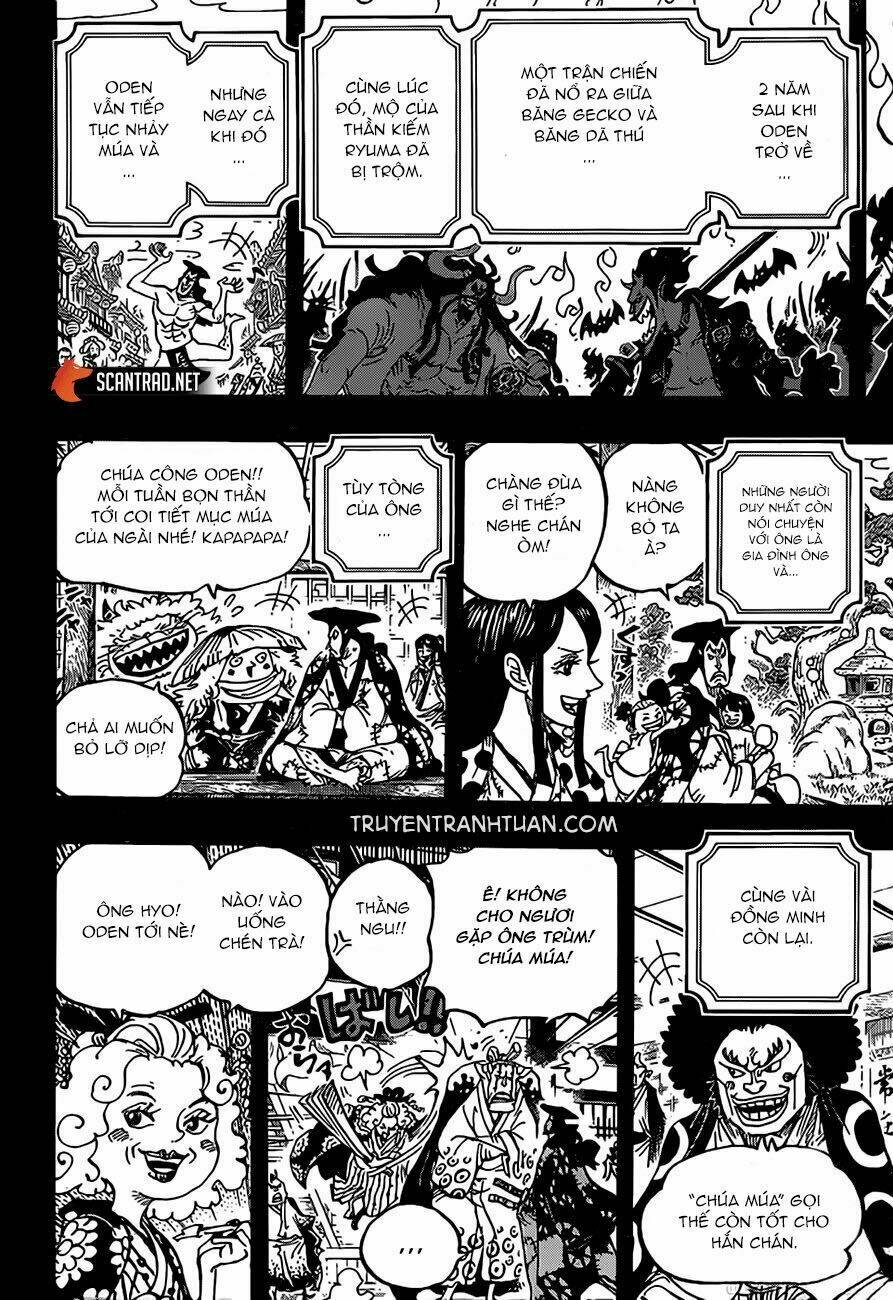 2 NĂM
SAU KHI
ODEN
TRỞ VỀ
...
MỘT TRẬN CHIẾN
ĐÃ NỔ RA GIỮA
BĂNG GECKO VÀ
BĂNG DÃ THÚ
...
CÙNG LÚC
ĐÓ, MỘ CỦA
THẦN KIẾM
RYUMA ĐÃ
BỊ TRỘM.
NHƯNG
NGAY CẢ
KHI ĐÓ
...
ODEN
VẪN TIẾP
TỤC NHẢY
MÚA VÀ
...
SCANTRAD.NET
NHỮNG NGƯỜI
DUY NHẤT CÒN
NÓI CHUYỆN
VỚI ÔNG LÀ
GIA ĐÌNH ÔNG
VÀ...
NÀNG
KHÔNG
BỎ TA
À?
CHÀNG ĐÙA
GÌ THẾ?
NGHE CHÁN
ÒM!
くすっ
TÙY TÒNG
CỦA ÔNG
...
CHÚA CÔNG ODEN!!
MỖI TUẦN BỌN THẦN
TỚI COI TIẾT MỤC MÚA
CỦA NGÀI NHÉ! KAPAPAPA!
CHẢ AI MUỐN
BỎ LỠ DỊP!
TRUYENTRANHTUAN.COM
CÙNG VÀI
ĐỒNG MINH
CÒN LẠI.
"CHÚA MÚA" GỌI
THẾ CÒN TỐT CHO
HẮN CHÁN.
Ê! KHÔNG
CHO NGƯƠI
GẶP ÔNG TRÙM!
CHÚA MÚA!
THẰNG
NGU!!
ばし!!
...
NÀO! VÀO
UỐNG
CHÉN TRÀ!
ÔNG HYO!
ODEN TỚI NÈ!